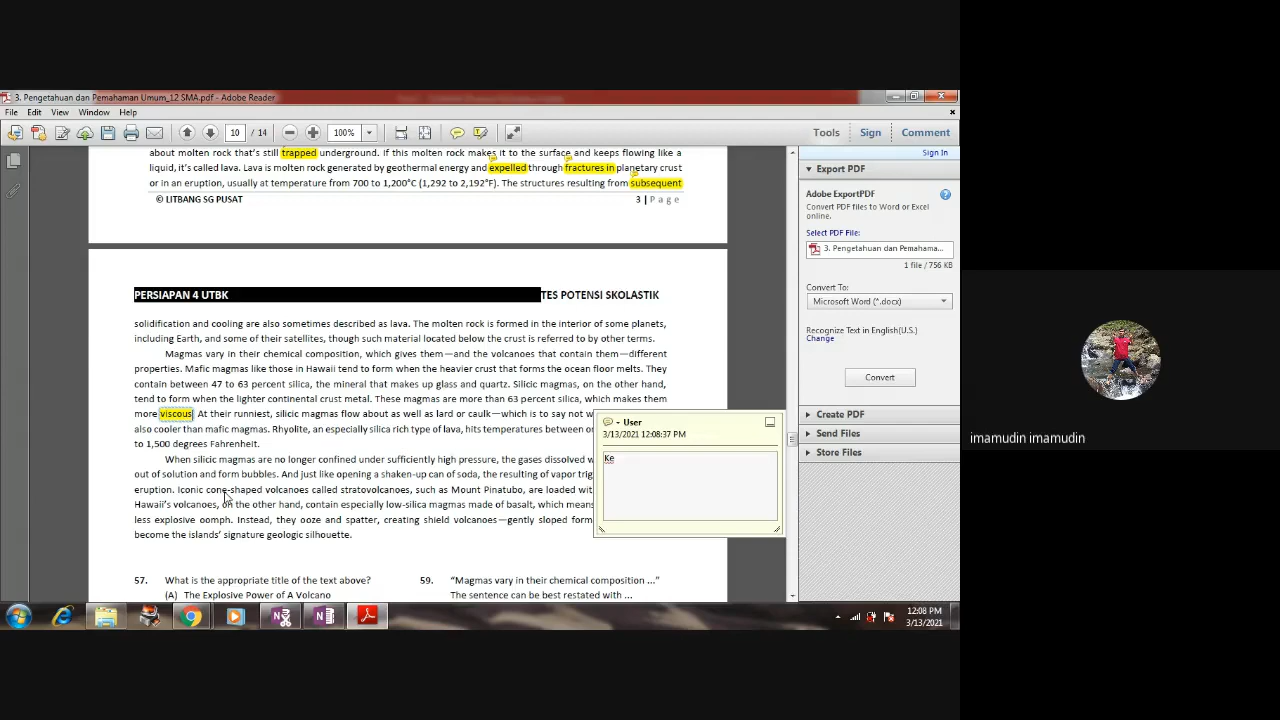 3. Pengetahuan dan Pemahaman Umum_12 SMA.pdf - Adobe Reader
File Edit View Window Help
10 / 14
100%
Tools Sign Comment
Sign In
about molten rock that's still trapped underground. If this molten rock makes it to the surface and keeps flowing like a
liquid, it's called lava. Lava is molten rock generated by geothermal energy and expelled through fractures in planetary crust
or in an eruption, usually at temperature from 700 to 1,200°C (1,292 to 2,192°F). The structures resulting from subsequent
© LITBANG SG PUSAT
3 | Page
PERSIAPAN 4 UTBK
TES POTENSI SKOLASTIK
solidification and cooling are also sometimes described as lava. The molten rock is formed in the interior of some planets,
including Earth, and some of their satellites, though such material located below the crust is referred to by other terms.
Magmas vary in their chemical composition, which gives them—and the volcanoes that contain them—different
properties. Mafic magmas like those in Hawaii tend to form when the heavier crust that forms the ocean floor melts. They
contain between 47 to 63 percent silica, the mineral that makes up glass and quartz. Silicic magmas, on the other hand,
tend to form when the lighter continental crust metal. These magmas are more than 63 percent silica, which makes them
more viscous. At their runniest, silicic magmas flow about as well as lard or caulk—which is to say not w
also cooler than mafic magmas. Rhyolite, an especially silica rich type of lava, hits temperatures between
to 1,500 degrees Fahrenheit.
When silicic magmas are no longer confined under sufficiently high pressure, the gases dissolved w
out of solution and form bubbles. And just like opening a shaken-up can of soda, the resulting of vapor trig
eruption. Iconic cone-shaped volcanoes called stratovolcanoes, such as Mount Pinatubo, are loaded wit
Hawaii's volcanoes, on the other hand, contain especially low-silica magmas made of basalt, which means
less explosive oomph. Instead, they ooze and spatter, creating shield volcanoes—gently sloped form
become the islands' signature geologic silhouette.
57. What is the appropriate title of the text above?
(A) The Explosive Power of A Volcano
59. "Magmas vary in their chemical composition ..."
The sentence can be best restated with ...
User
3/13/2021 12:08:37 PM
Ke
Export PDF
Adobe ExportPDF
Convert PDF files to Word or Excel
online.
Select PDF File:
3. Pengetahuan dan Pemahama...
1 file / 756 KB
Convert To:
Microsoft Word (*.docx)
Recognize Text in English(U.S.)
Change
Convert
Create PDF
Send Files
Store Files
12:08 PM
3/13/2021
imamudin imamudin